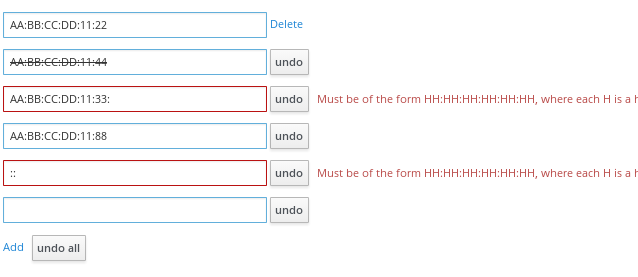 AA:BB:CC:DD:11:22 Delete
AA:BB:CC:DD:11:44 undo
AA:BB:CC:DD:11:33: undo Must be of the form HH:HH:HH:HH:HH:HH, where each H is a h
AA:BB:CC:DD:11:88 undo
:: undo Must be of the form HH:HH:HH:HH:HH:HH, where each H is a h
undo
Add undo all